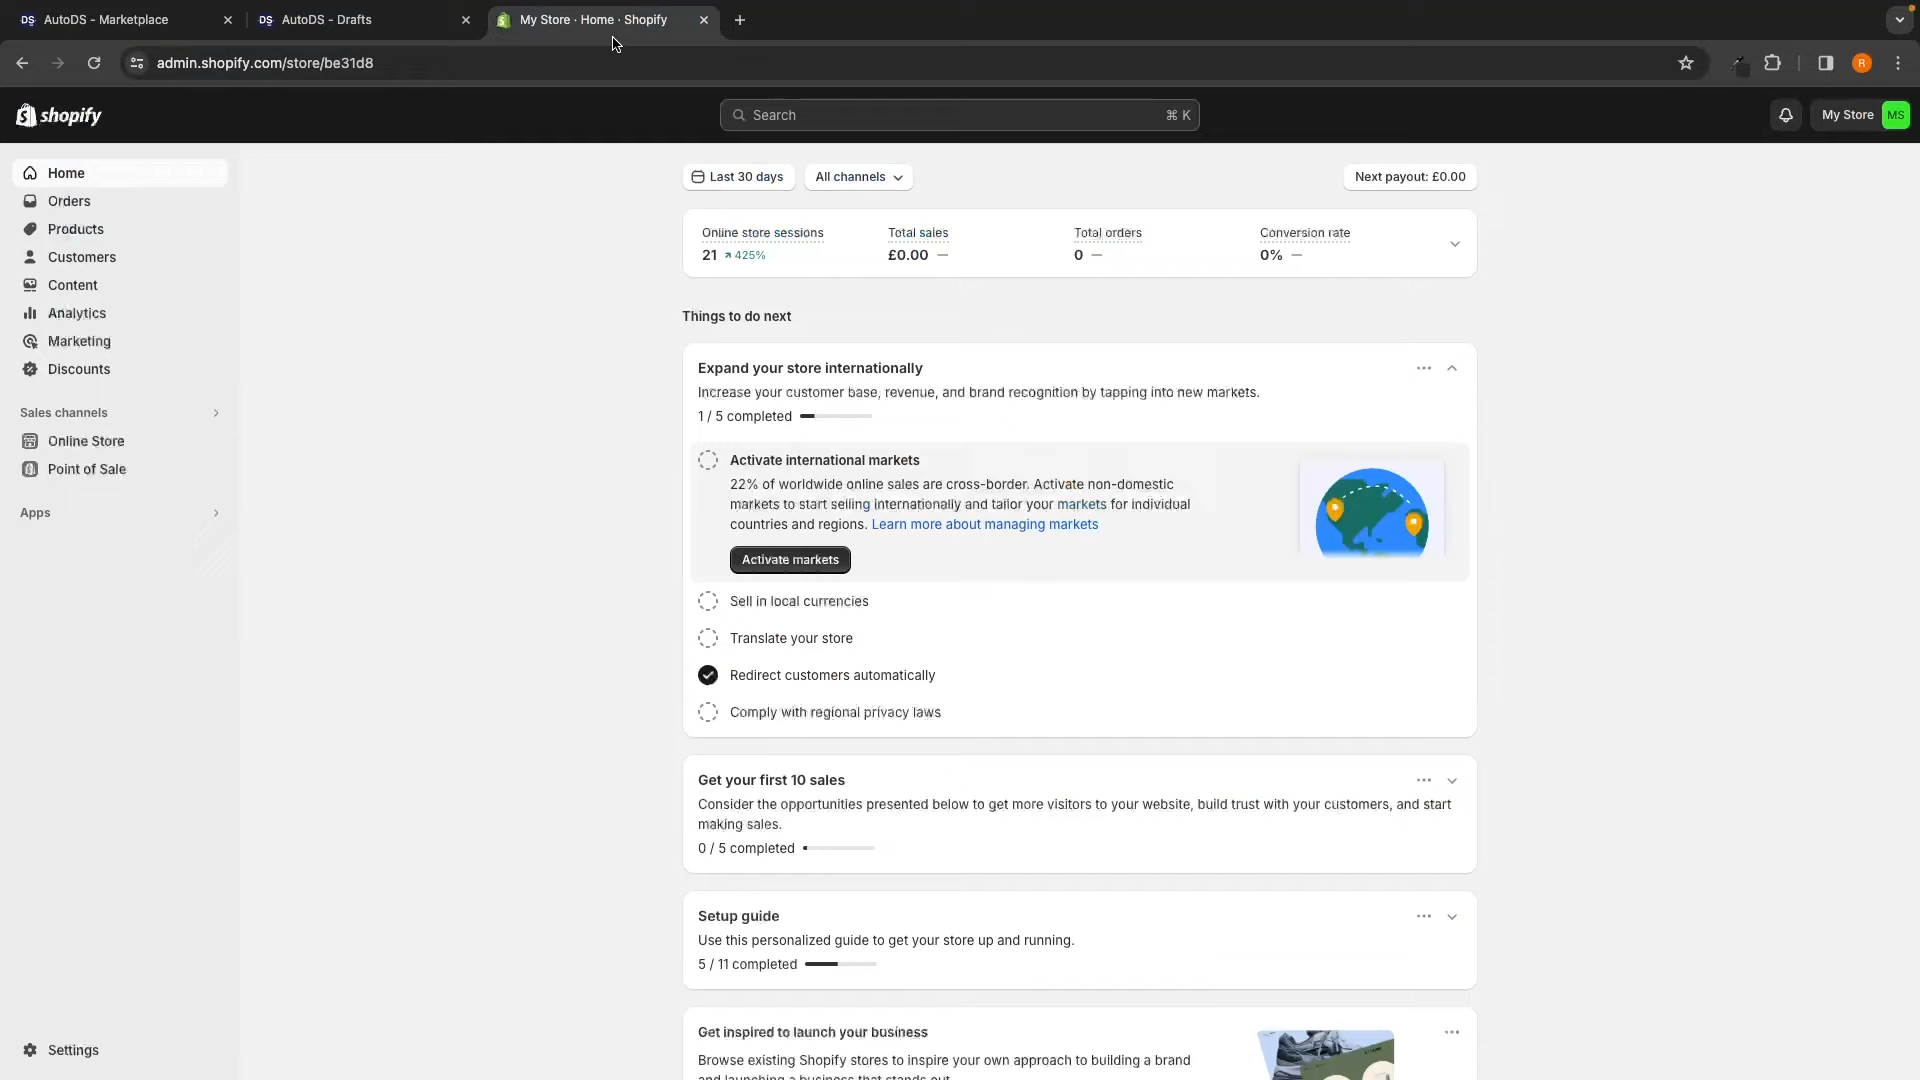 DS AutoDS - Marketplace
DS AutoDS - Drafts
My Store · Home · Shopify
admin.shopify.com/store/be31d8
R
shopify
Search
⌘ K
My Store
MS
Home
Orders
Products
Customers
Content
Analytics
Marketing
Discounts
Sales channels
Online Store
Point of Sale
Apps
Settings
Last 30 days
All channels
Next payout: £0.00
Online store sessions
21 ↗ 425%
Total sales
£0.00 —
Total orders
0 —
Conversion rate
0% —
Things to do next
Expand your store internationally
Increase your customer base, revenue, and brand recognition by tapping into new markets.
1 / 5 completed
Activate international markets
22% of worldwide online sales are cross-border. Activate non-domestic
markets to start selling internationally and tailor your markets for individual
countries and regions. Learn more about managing markets
Activate markets
Sell in local currencies
Translate your store
Redirect customers automatically
Comply with regional privacy laws
Get your first 10 sales
Consider the opportunities presented below to get more visitors to your website, build trust with your customers, and start
making sales.
0 / 5 completed
Setup guide
Use this personalized guide to get your store up and running.
5 / 11 completed
Get inspired to launch your business
Browse existing Shopify stores to inspire your own approach to building a brand
and launching a business that stands out.